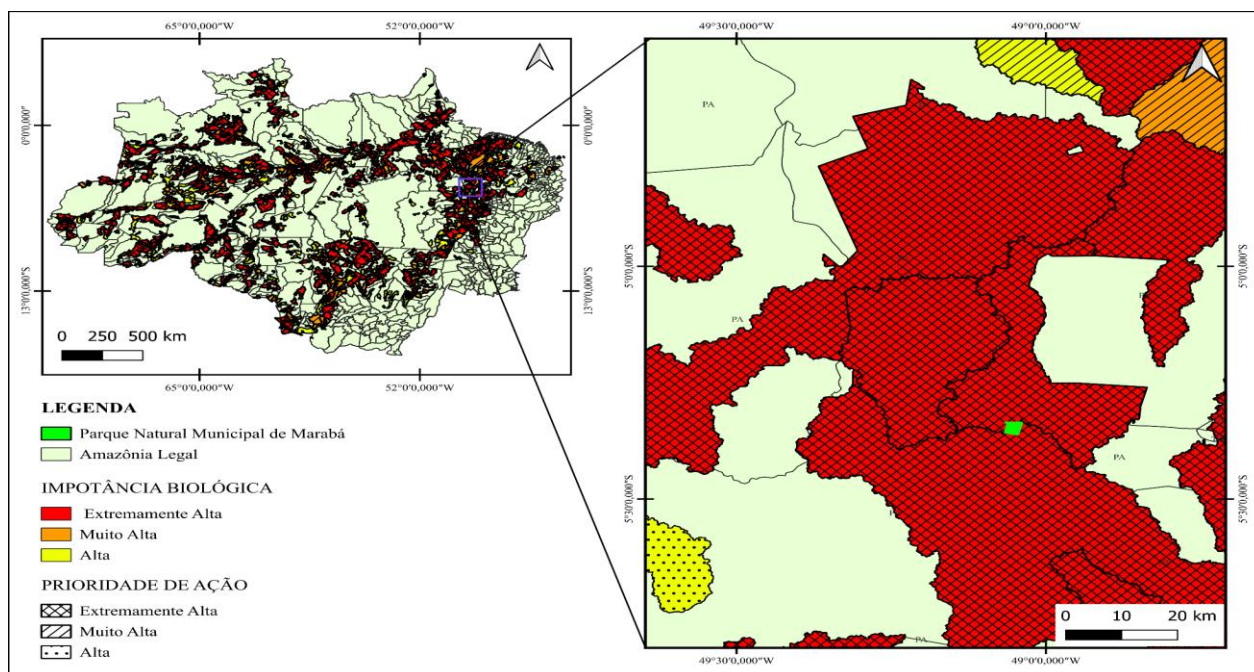 65°0'0,000"W 52°0'0,000"W
49°30'0,000"W 49°0'0,000"W
0°0'0,000" 0°0'0,000"
13°0'0,000"S 13°0'0,000"S
0 250 500 km
65°0'0,000"W 52°0'0,000"W
LEGENDA
Parque Natural Municipal de Marabá
Amazônia Legal
IMPOTÂNCIA BIOLÓGICA
Extremamente Alta
Muito Alta
Alta
PRIORIDADE DE AÇÃO
Extremamente Alta
Muito Alta
Alta
PA
5°0'0,000"S 5°0'0,000"S
PA
PA
5°30'0,000"S 5°30'0,000"S
PA
0 10 20 km
49°30'0,000"W 49°0'0,000"W